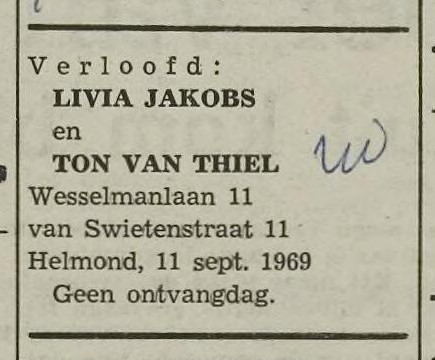 Verloofd:
LIVIA JAKOBS
en
TON VAN THIEL
Wesselmanlaan 11
van Swietenstraat 11
Helmond, 11 sept. 1969
Geen ontvangdag.